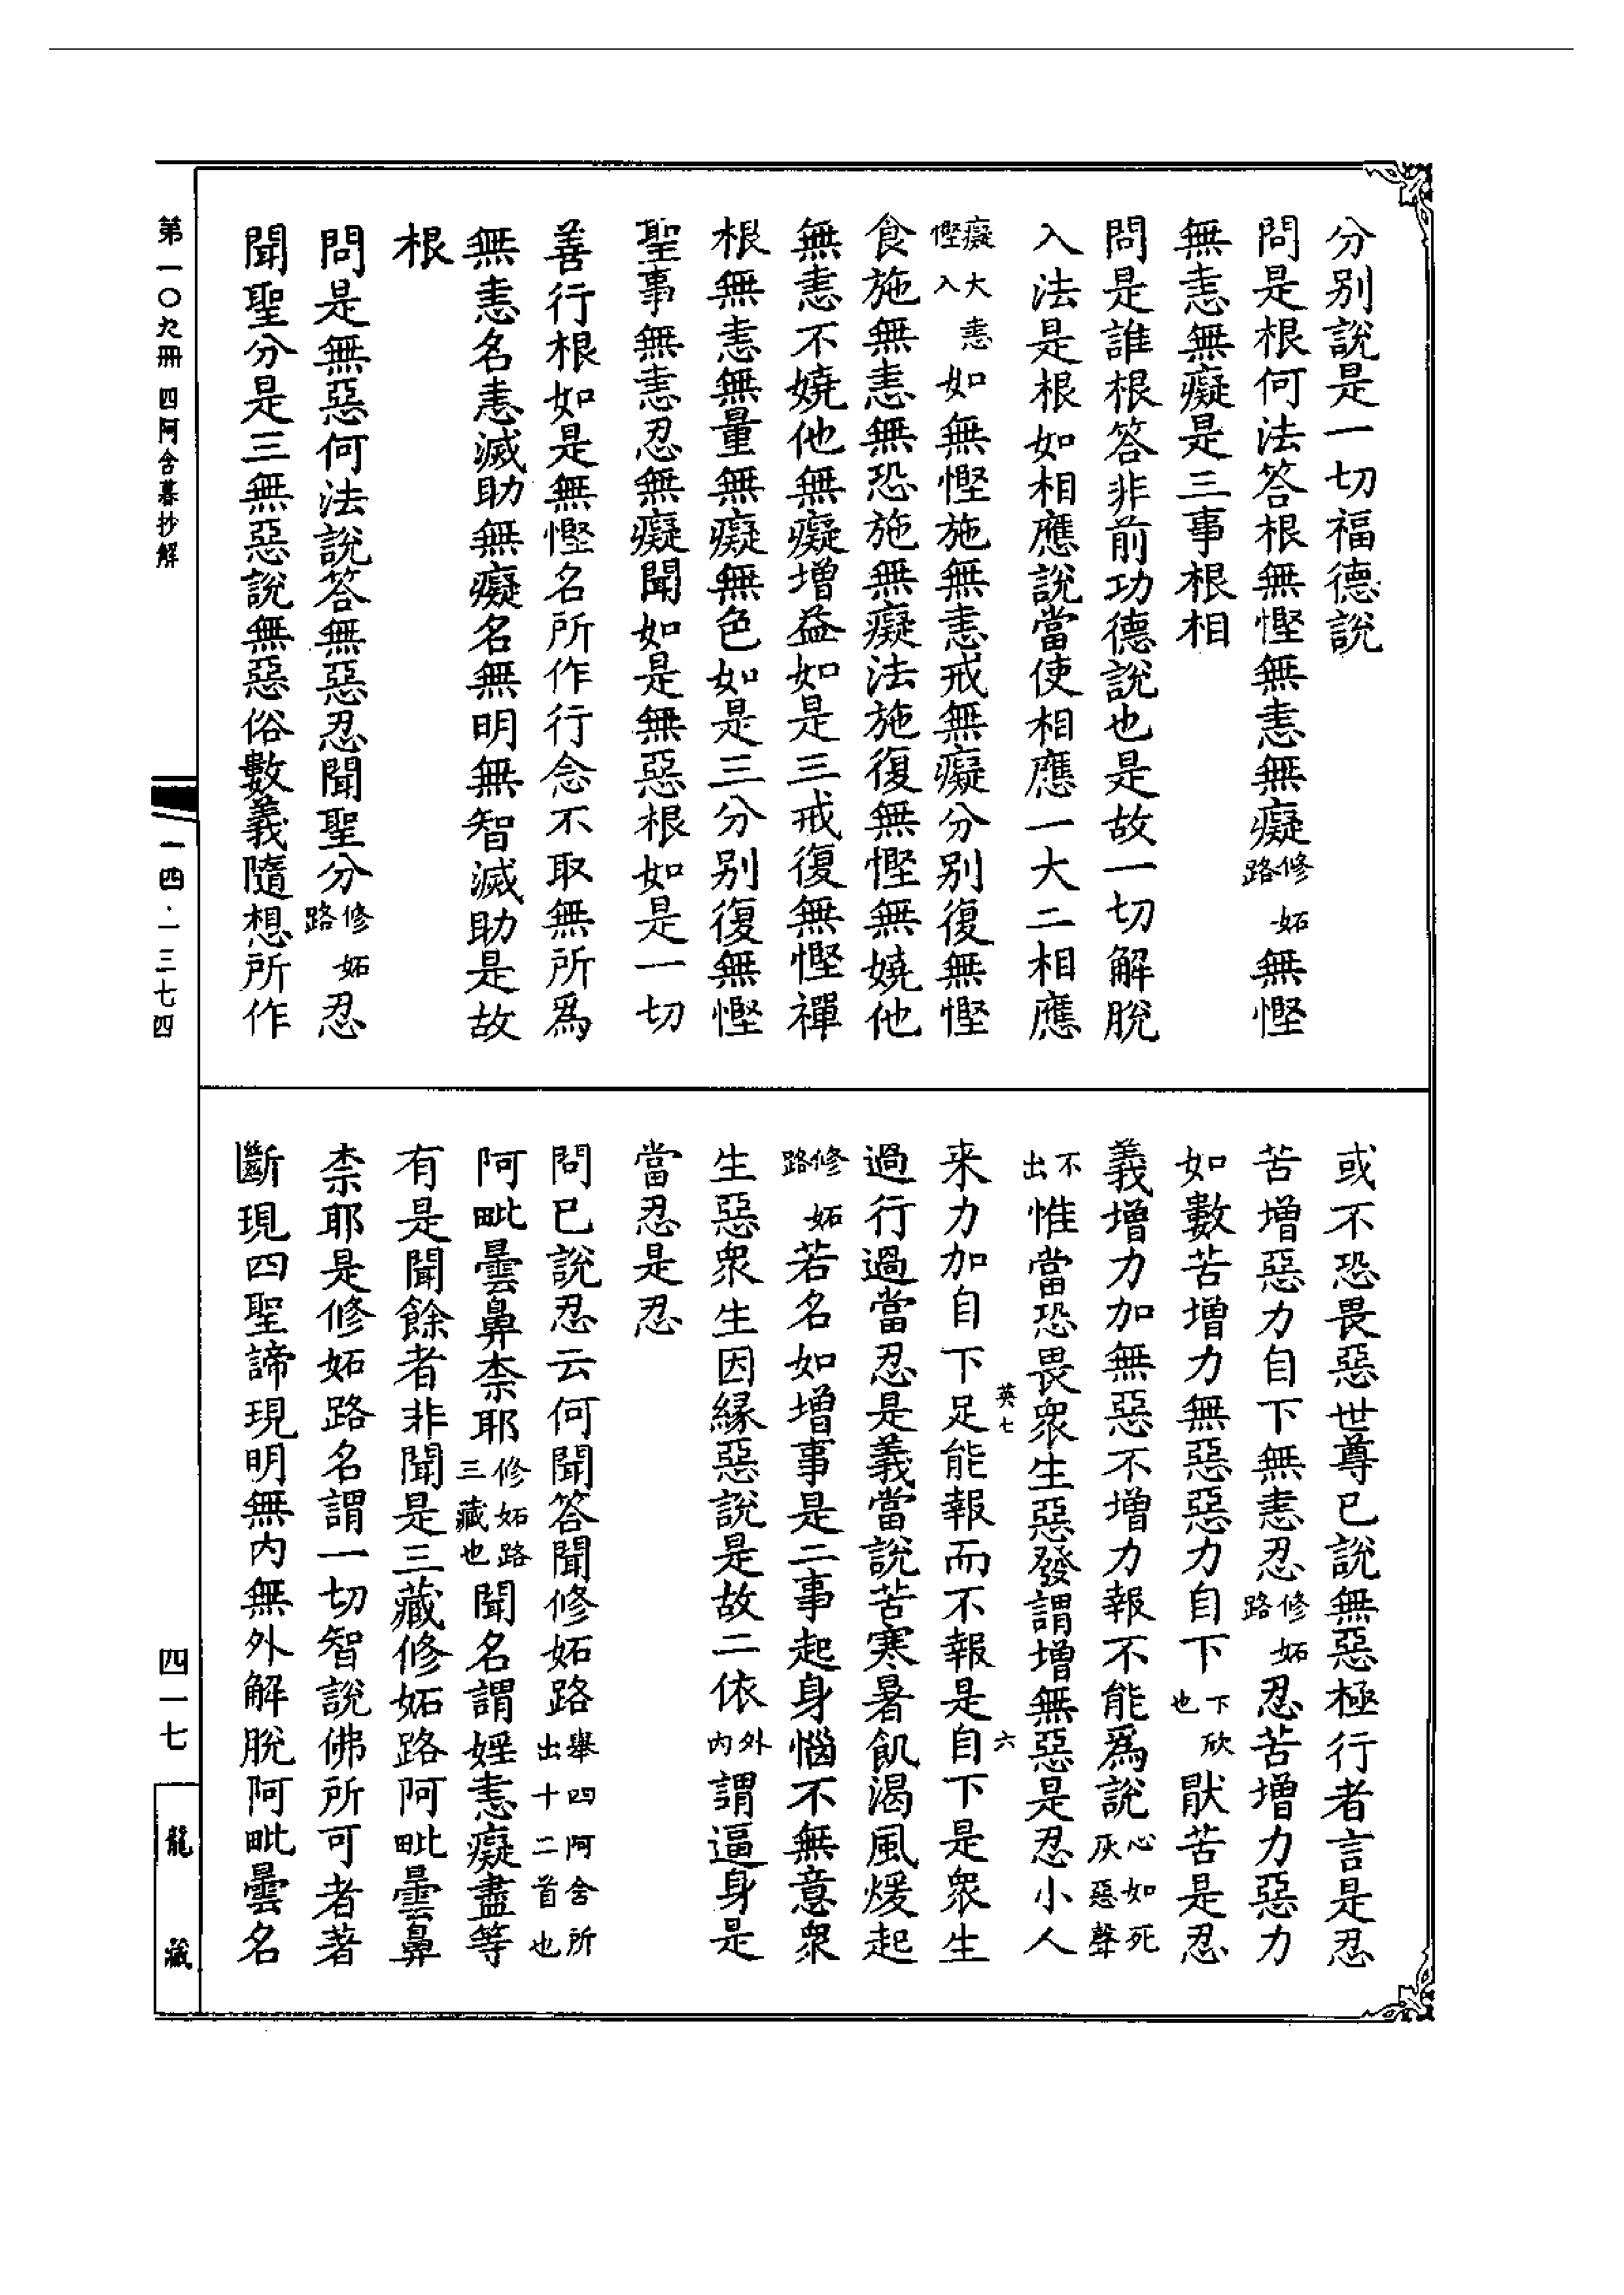 分别說是一切福德說
問是根何法答根無慳無恚無癡修妬路無慳
無恚無癡是三事根相
問是誰根答非前功德說也是故一切解脫
入法是根如相應說當使相應一大二相應
癡大恚慳入如無慳施無恚戒無癡分别復無慳
食施無恚無恐施無癡法施復無慳無嬈他
無恚不嬈他無癡增益如是三戒復無慳禪
根無恚無量無癡無色如是三分别復無慳
聖事無恚忍無癡聞如是無惡根如是一切
善行根如是無慳名所作行念不取無所爲
無恚名恚滅助無癡名無明無智滅助是故
根
問是無惡何法說答無惡忍聞聖分修妬路忍
聞聖分是三無惡說無惡俗數義隨想所作
或不恐畏惡世尊已說無惡極行者言是忍
苦增惡力自下無恚忍修妬路忍苦增力惡力
如數苦增力無惡惡力自下下欣也猒苦是忍
義增力加無惡不增力報不能爲說心如死灰惡聲
不出惟當恐畏衆生惡發謂增無惡是忍小人
来力加自下足能報而不報是自下是衆生
英七
六
過行過當忍是義當說苦寒暑飢渴風煖起
修妬路若名如增事是二事起身惱不無意衆
生惡衆生因緣惡說是故二依外内謂逼身是
當忍是忍
問已說忍云何聞答聞修妬路舉四阿含所出十二首也
阿毗曇鼻柰耶修妬路三藏也聞名謂婬恚癡盡等
有是聞餘者非聞是三藏修妬路阿毗曇鼻
柰耶是修妬路名謂一切智說佛所可者著
斷現四聖諦現明無内無外解脫阿毗曇名
第一〇九冊 四阿含暮抄解
一四·一三七四
四一七
龍藏